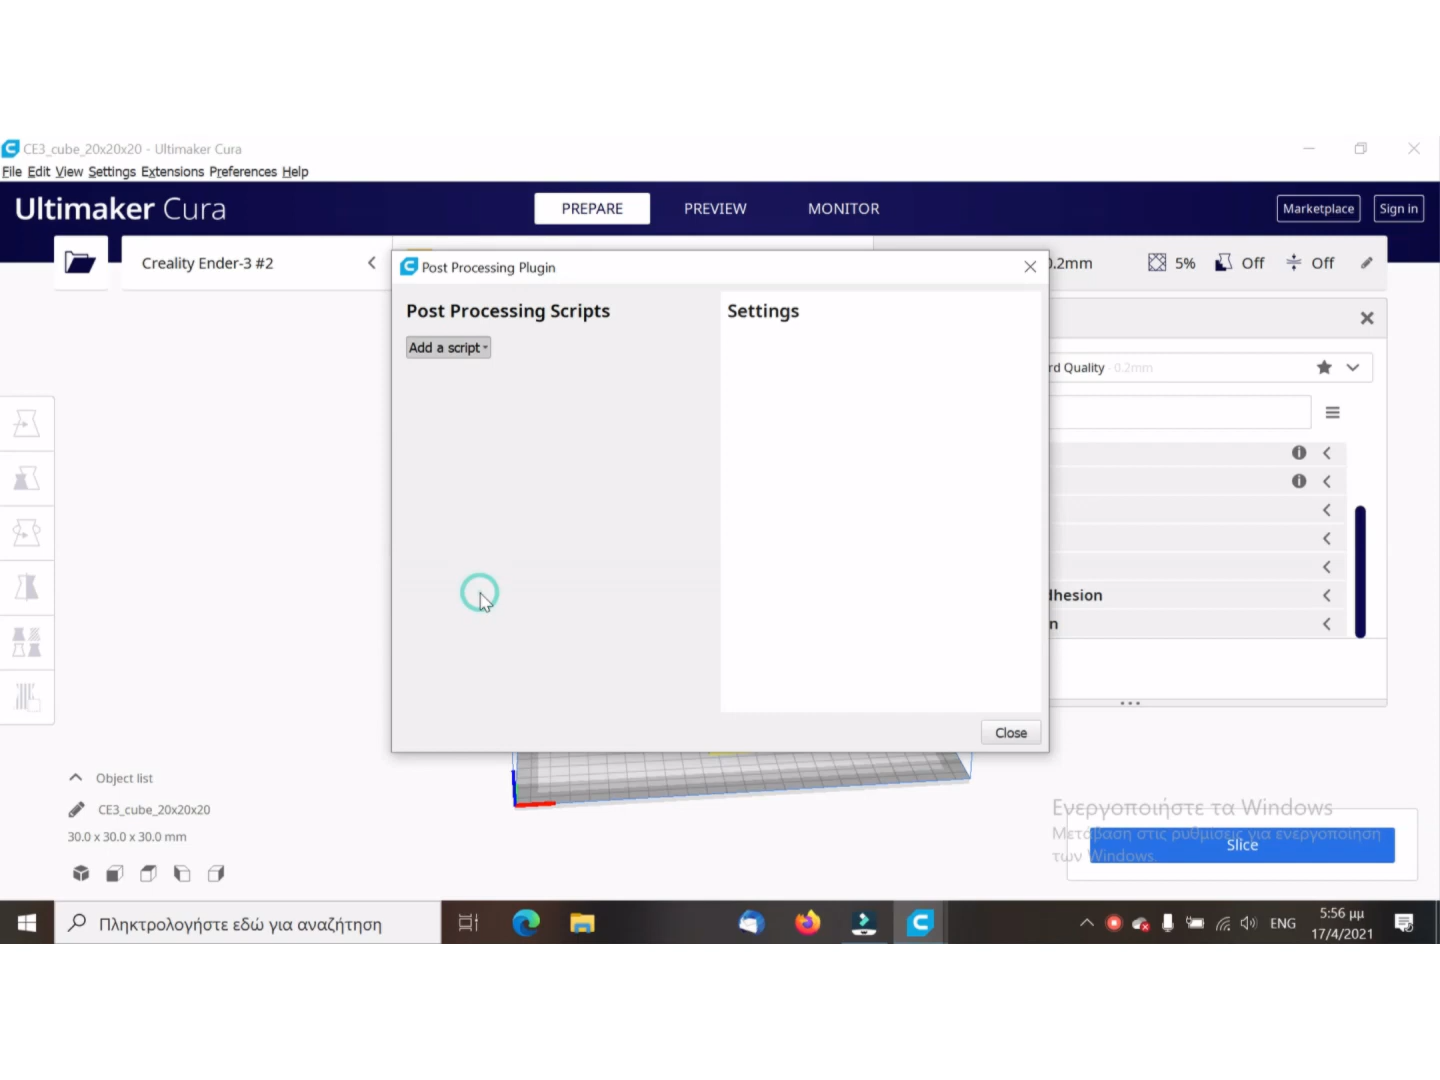 CE3_cube_20x20x20 - Ultimaker Cura
File Edit View Settings Extensions Preferences Help
Ultimaker Cura
PREPARE
PREVIEW
MONITOR
Marketplace
Sign in
Creality Ender-3 #2
0.2mm
5%
Off
Off
Post Processing Plugin
Post Processing Scripts
Settings
Add a script
rd Quality - 0.2mm
dhesion
n
Close
Object list
CE3_cube_20x20x20
30.0 x 30.0 x 30.0 mm
Ενεργοποιήστε τα Windows
Μετάβαση στις ρυθμίσεις για ενεργοποίηση
των Windows.
Slice
Πληκτρολογήστε εδώ για αναζήτηση
ENG
5:56 μμ
17/4/2021